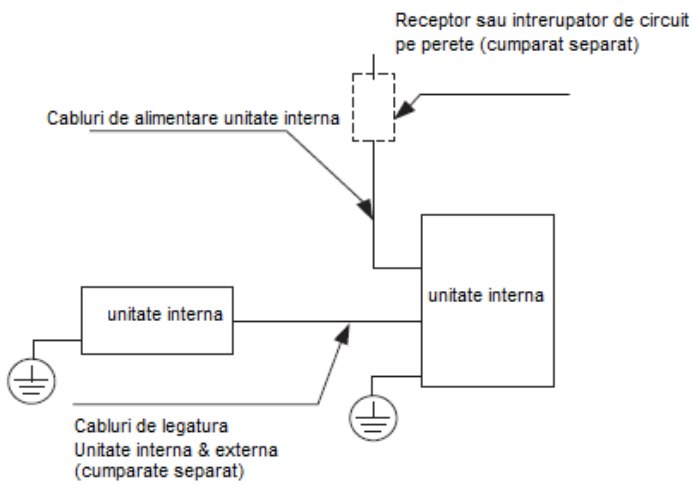 Receptor sau intrerupator de circuit
pe perete (cumparat separat)
Cabluri de alimentare unitate interna
unitate interna
unitate interna
Cabluri de legatura
Unitate interna & externa
(cumparate separat)